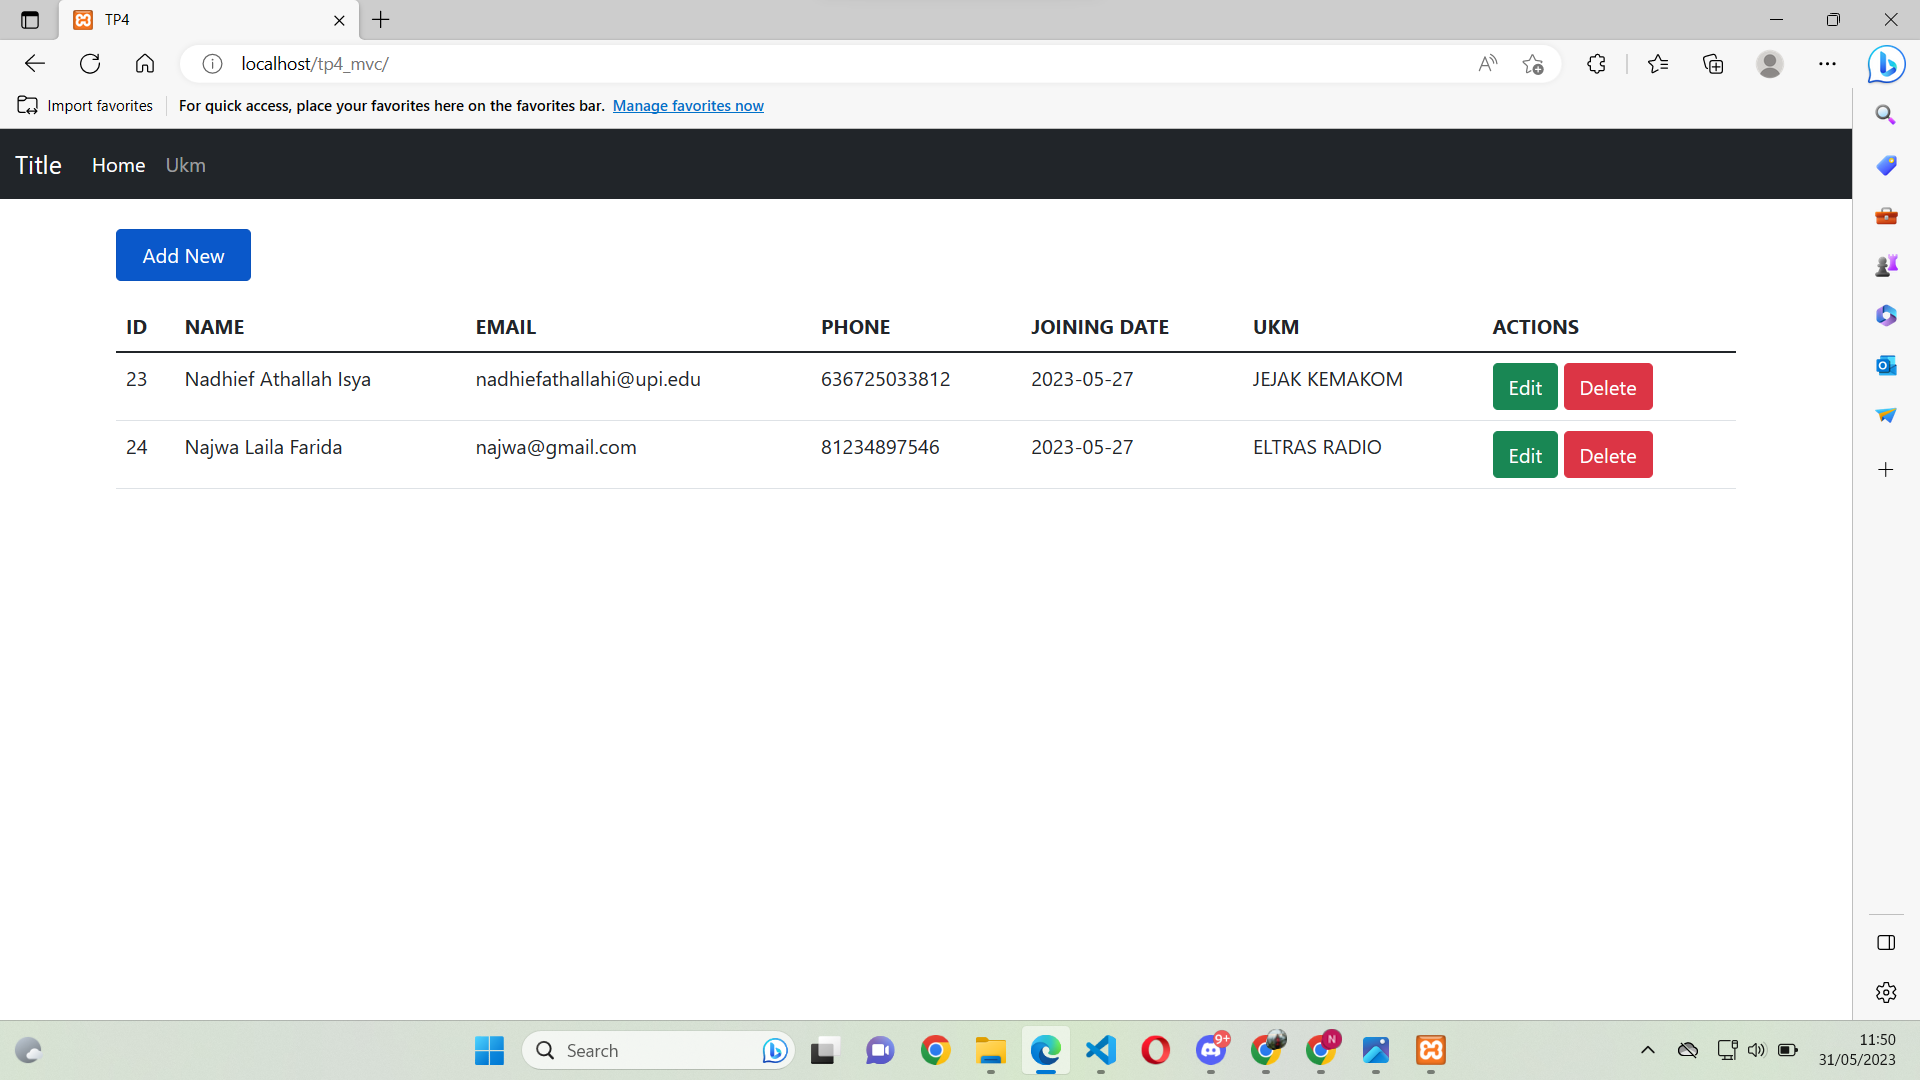 TP4
localhost/tp4_mvc/
Import favorites For quick access, place your favorites here on the favorites bar. Manage favorites now
Title Home Ukm
Add New
ID NAME EMAIL PHONE JOINING DATE UKM ACTIONS
23 Nadhief Athallah Isya nadhiefathallahi@upi.edu 636725033812 2023-05-27 JEJAK KEMAKOM Edit Delete
24 Najwa Laila Farida najwa@gmail.com 81234897546 2023-05-27 ELTRAS RADIO Edit Delete
Search 9+ N 11:50
31/05/2023